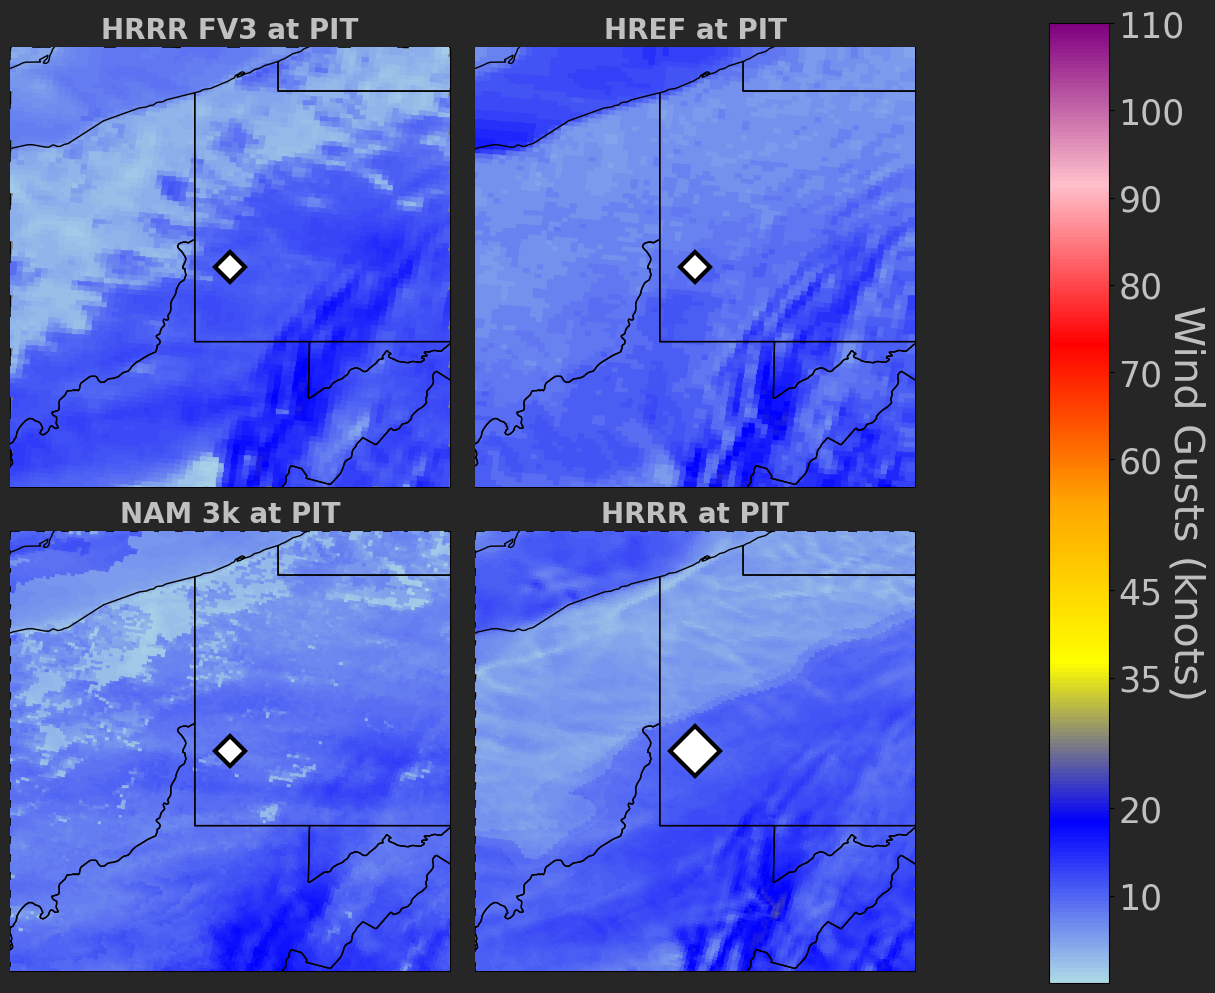 HRRR FV3 at PIT
HREF at PIT
NAM 3k at PIT
HRRR at PIT
110
100
90
80
70
60
45
35
20
10
Wind Gusts (knots)